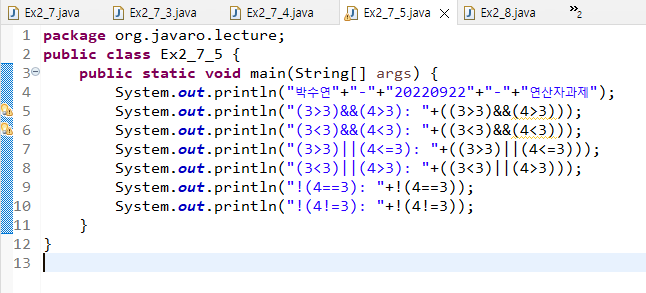 Ex2_7.java Ex2_7_3.java Ex2_7_4.java Ex2_7_5.java Ex2_8.java »2
1 package org.javaro.lecture;
2 public class Ex2_7_5 {
3 public static void main(String[] args) {
4 System.out.println("박수연"+"-"+"20220922"+"-"+"연산자과제");
5 System.out.println("(3>3)&&(4>3): "+((3>3)&&(4>3)));
6 System.out.println("(3<3)&&(4<3): "+((3<3)&&(4<3)));
7 System.out.println("(3>3)||(4<=3): "+((3>3)||(4<=3)));
8 System.out.println("(3<3)||(4>3): "+((3<3)||(4>3)));
9 System.out.println("!(4==3): "+!(4==3));
10 System.out.println("!(4!=3): "+!(4!=3));
11 }
12 }
13